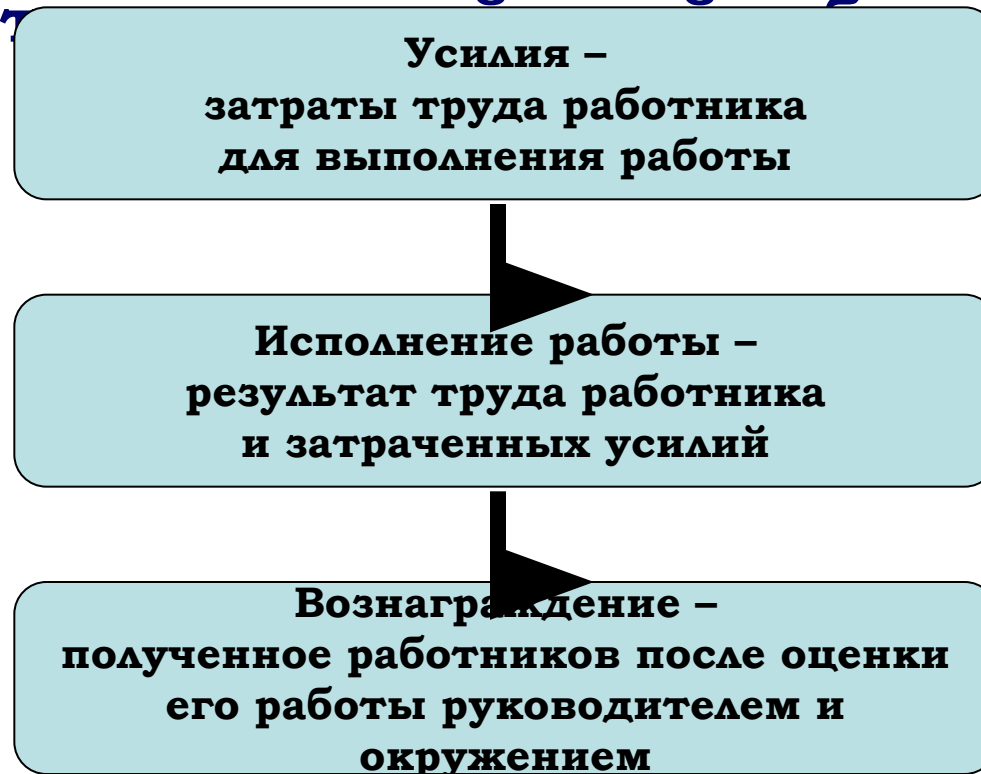 Усилия –
затраты труда работника
для выполнения работы
Исполнение работы –
результат труда работника
и затраченных усилий
Вознаграждение –
полученное работников после оценки
его работы руководителем и
окружением